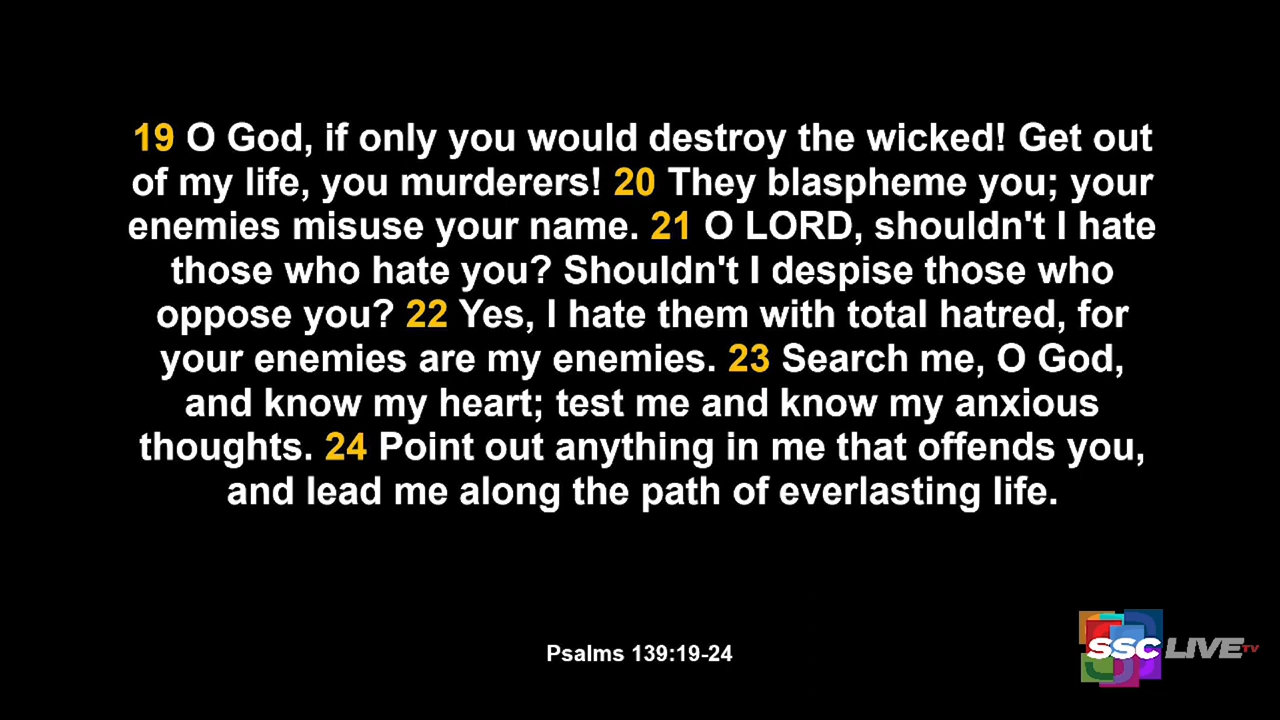 19 O God, if only you would destroy the wicked! Get out
of my life, you murderers! 20 They blaspheme you; your
enemies misuse your name. 21 O LORD, shouldn't I hate
those who hate you? Shouldn't I despise those who
oppose you? 22 Yes, I hate them with total hatred, for
your enemies are my enemies. 23 Search me, O God,
and know my heart; test me and know my anxious
thoughts. 24 Point out anything in me that offends you,
and lead me along the path of everlasting life.
Psalms 139:19-24
SSC LIVE TV